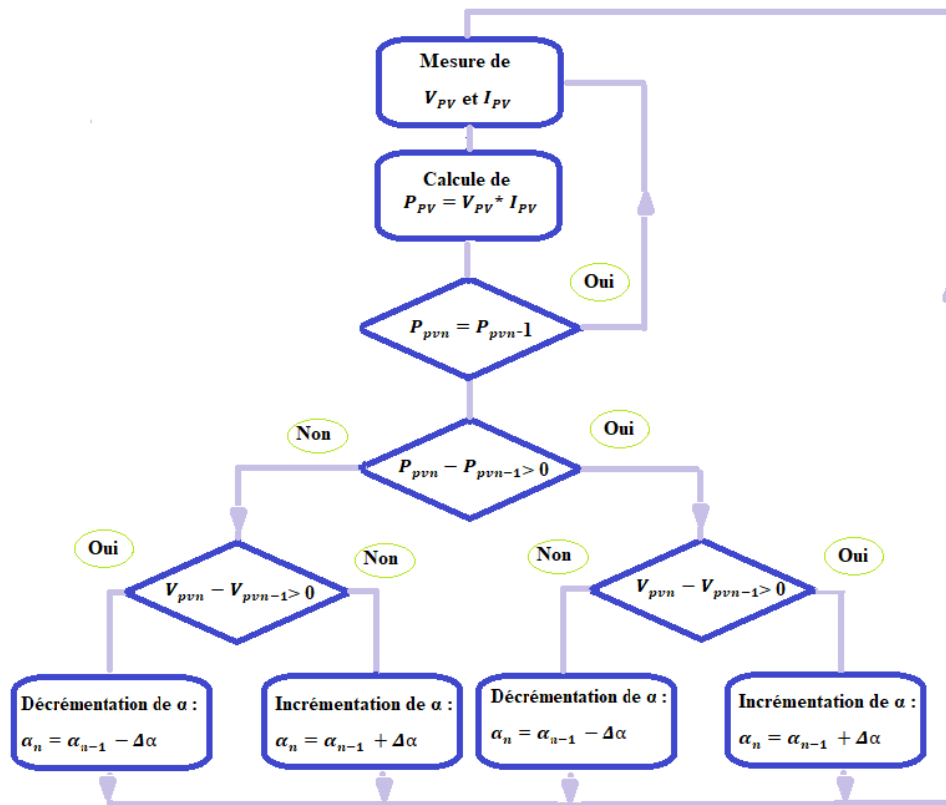 Mesure de
V_PV et I_PV
Calcule de
P_PV = V_PV * I_PV
Oui
P_pvn = P_pvn-1
Non
Oui
P_pvn − P_pvn−1 > 0
Oui
Non
Non
Oui
V_pvn − V_pvn−1 > 0
V_pvn − V_pvn−1 > 0
Décrémentation de α :
α_n = α_n−1 − Δα
Incrémentation de α :
α_n = α_n−1 + Δα
Décrémentation de α :
α_n = α_n−1 − Δα
Incrémentation de α :
α_n = α_n−1 + Δα